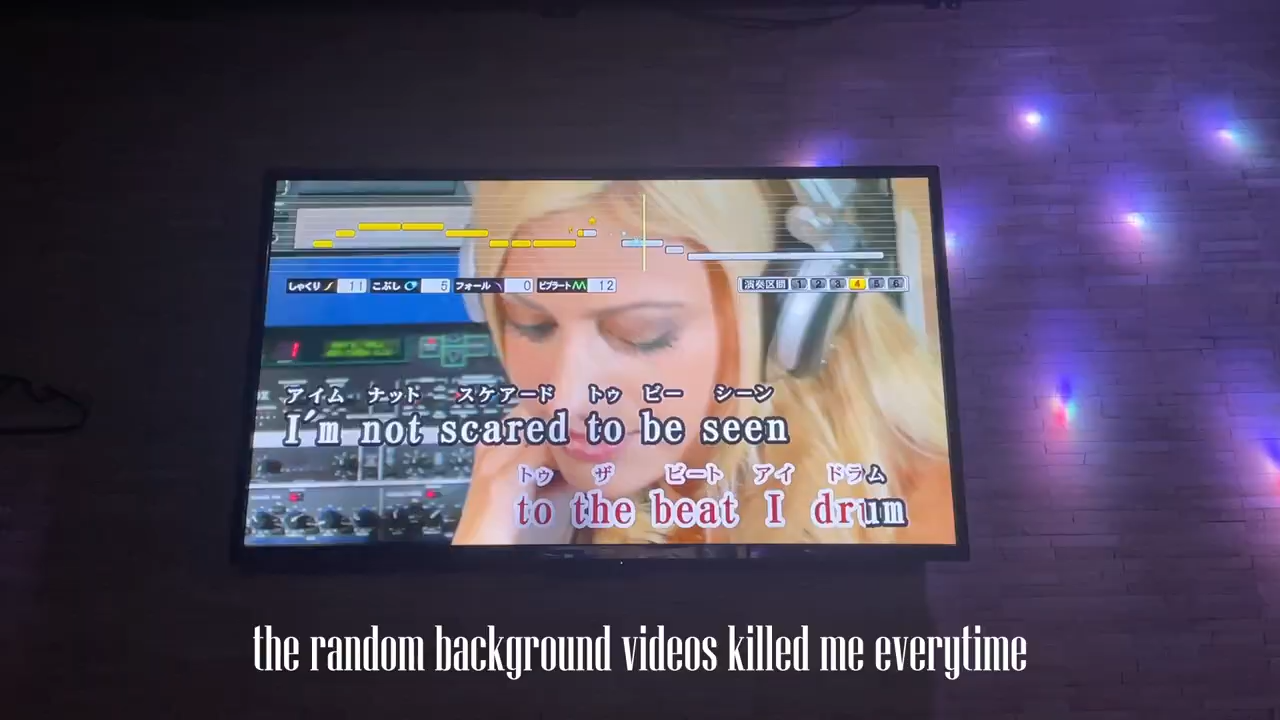 しゃくり 11 こぶし 5 フォール 0 ビブラート 12 演奏区間 1 2 3 4 5 6
アイム ナッド スケアード トゥ ビー シーン
I'm not scared to be seen
トゥ ザ ビート アイ ドラム
to the beat I drum
the random background videos killed me everytime